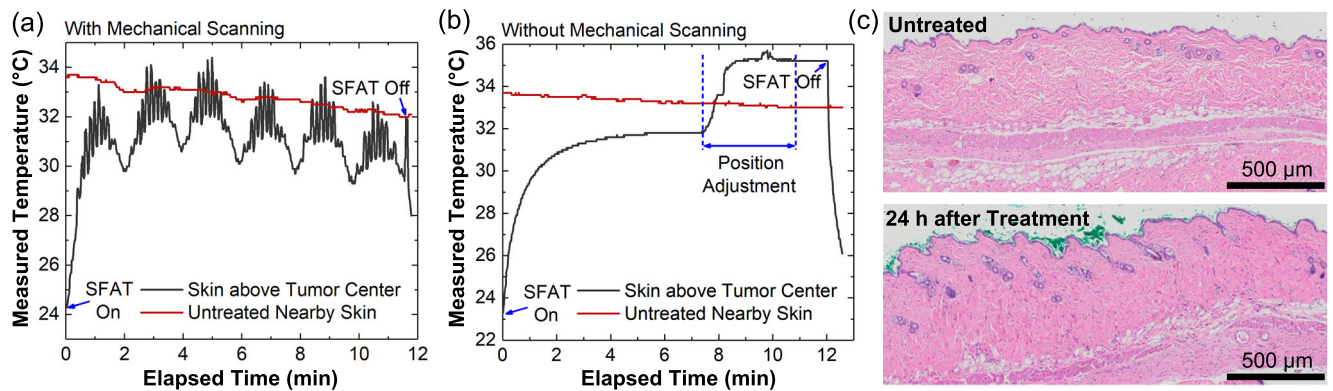 (a)
With Mechanical Scanning
Measured Temperature (°C)
36
34
32
30
28
26
24
SFAT Off
SFAT
On
Skin above Tumor Center
Untreated Nearby Skin
0
2
4
6
8
10
12
Elapsed Time (min)
(b)
Without Mechanical Scanning
Measured Temperature (°C)
36
34
32
30
28
26
24
22
SFAT Off
Position
Adjustment
SFAT
On
Skin above Tumor Center
Untreated Nearby Skin
0
2
4
6
8
10
12
Elapsed Time (min)
(c)
Untreated
500 µm
24 h after Treatment
500 µm